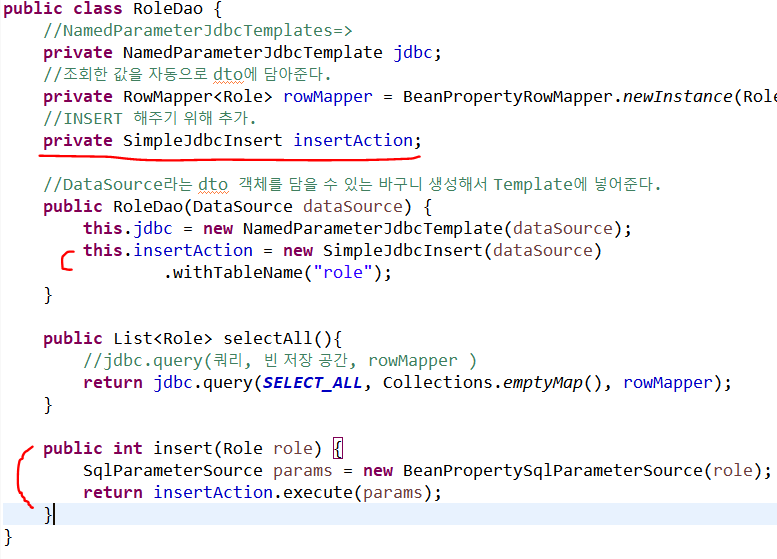 public class RoleDao {
//NamedParameterJdbcTemplates=>
private NamedParameterJdbcTemplate jdbc;
//조회한 값을 자동으로 dto에 담아준다.
private RowMapper<Role> rowMapper = BeanPropertyRowMapper.newInstance(Rol
//INSERT 해주기 위해 추가.
private SimpleJdbcInsert insertAction;
//DataSource라는 dto 객체를 담을 수 있는 바구니 생성해서 Template에 넣어준다.
public RoleDao(DataSource dataSource) {
this.jdbc = new NamedParameterJdbcTemplate(dataSource);
this.insertAction = new SimpleJdbcInsert(dataSource)
.withTableName("role");
}
public List<Role> selectAll(){
//jdbc.query(쿼리, 빈 저장 공간, rowMapper )
return jdbc.query(SELECT_ALL, Collections.emptyMap(), rowMapper);
}
public int insert(Role role) {
SqlParameterSource params = new BeanPropertySqlParameterSource(role);
return insertAction.execute(params);
}
}